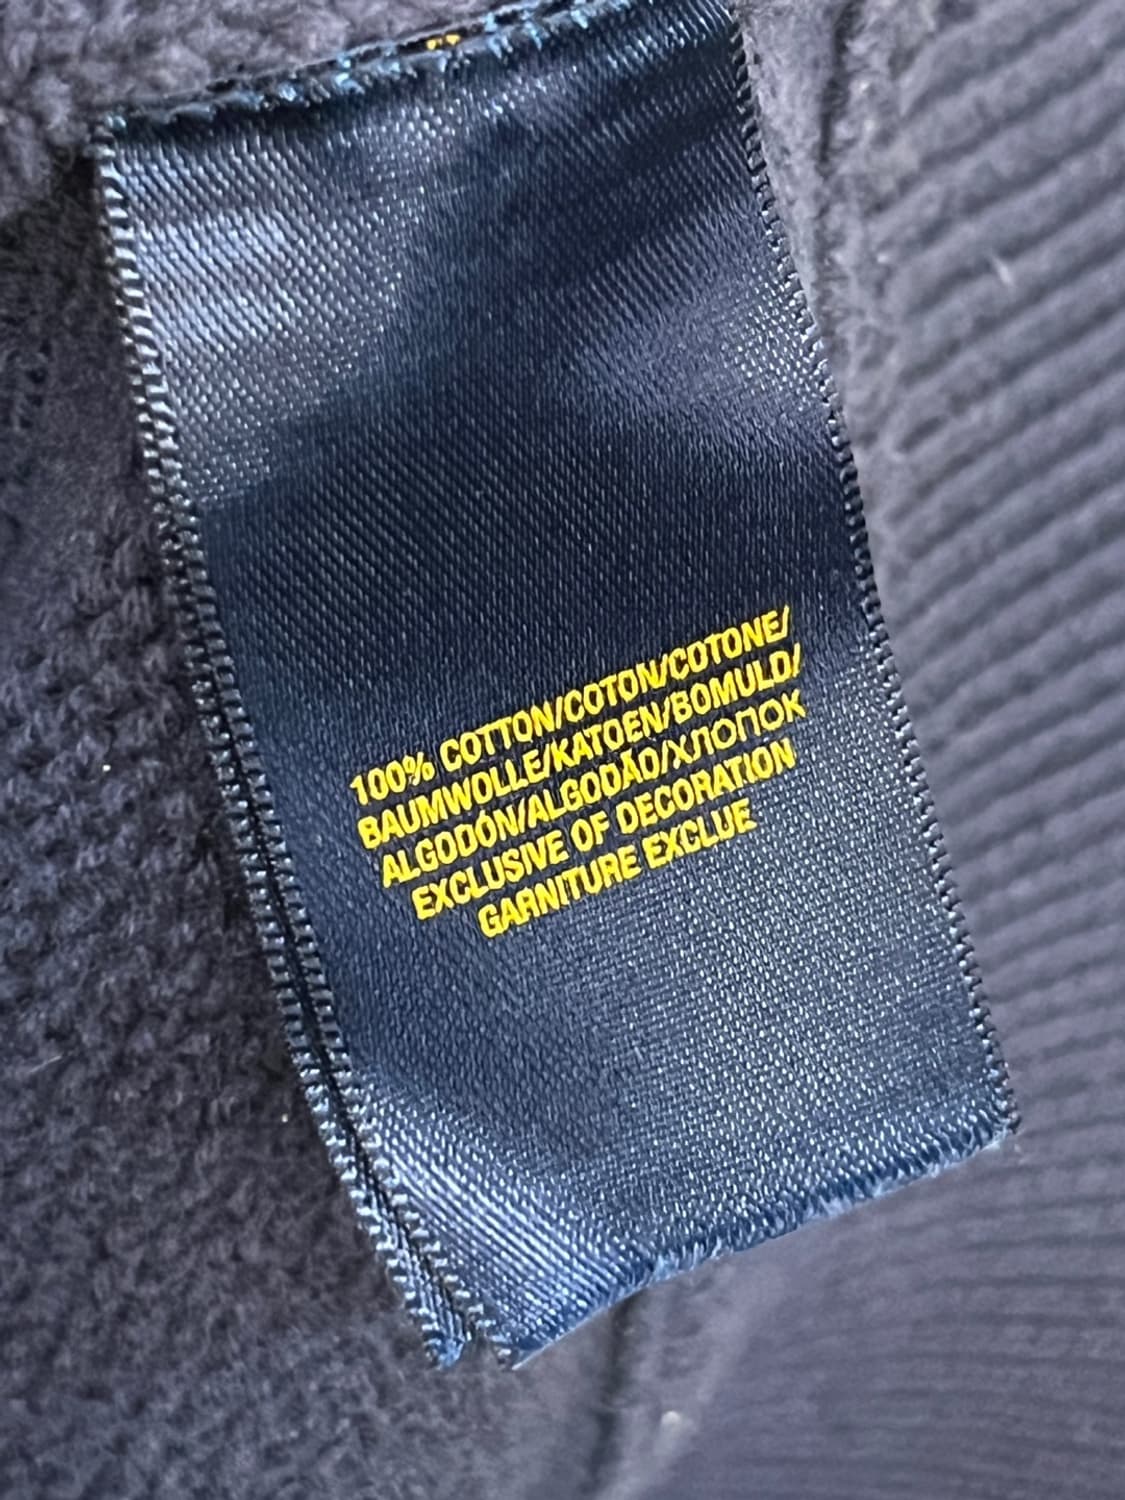 100% COTTON/COTON/COTONE/
BAUMWOLLE/KATOEN/BOMULD/
ALGODÓN/ALGODÃO/ХЛОПОК
EXCLUSIVE OF DECORATION
GARNITURE EXCLUE